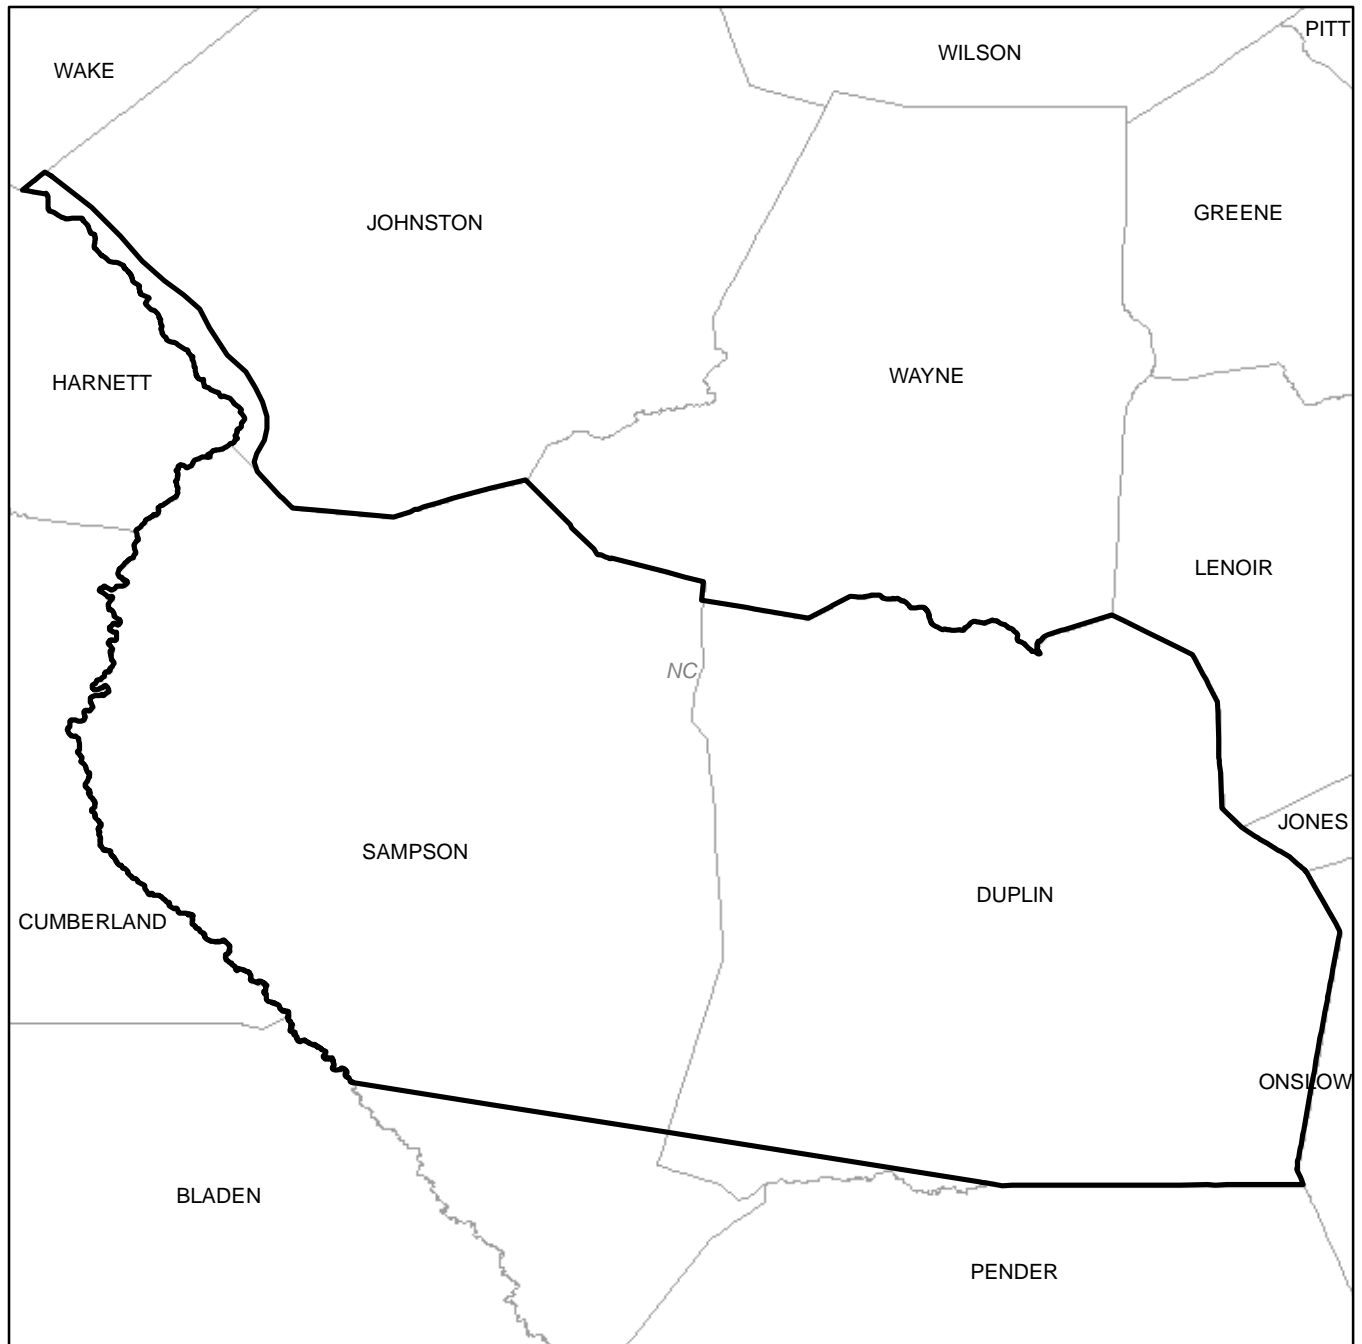 PITT
WILSON
WAKE
GREENE
JOHNSTON
WAYNE
HARNETT
LENOIR
NC
JONES
SAMPSON
DUPLIN
CUMBERLAND
ONSLOW
BLADEN
PENDER